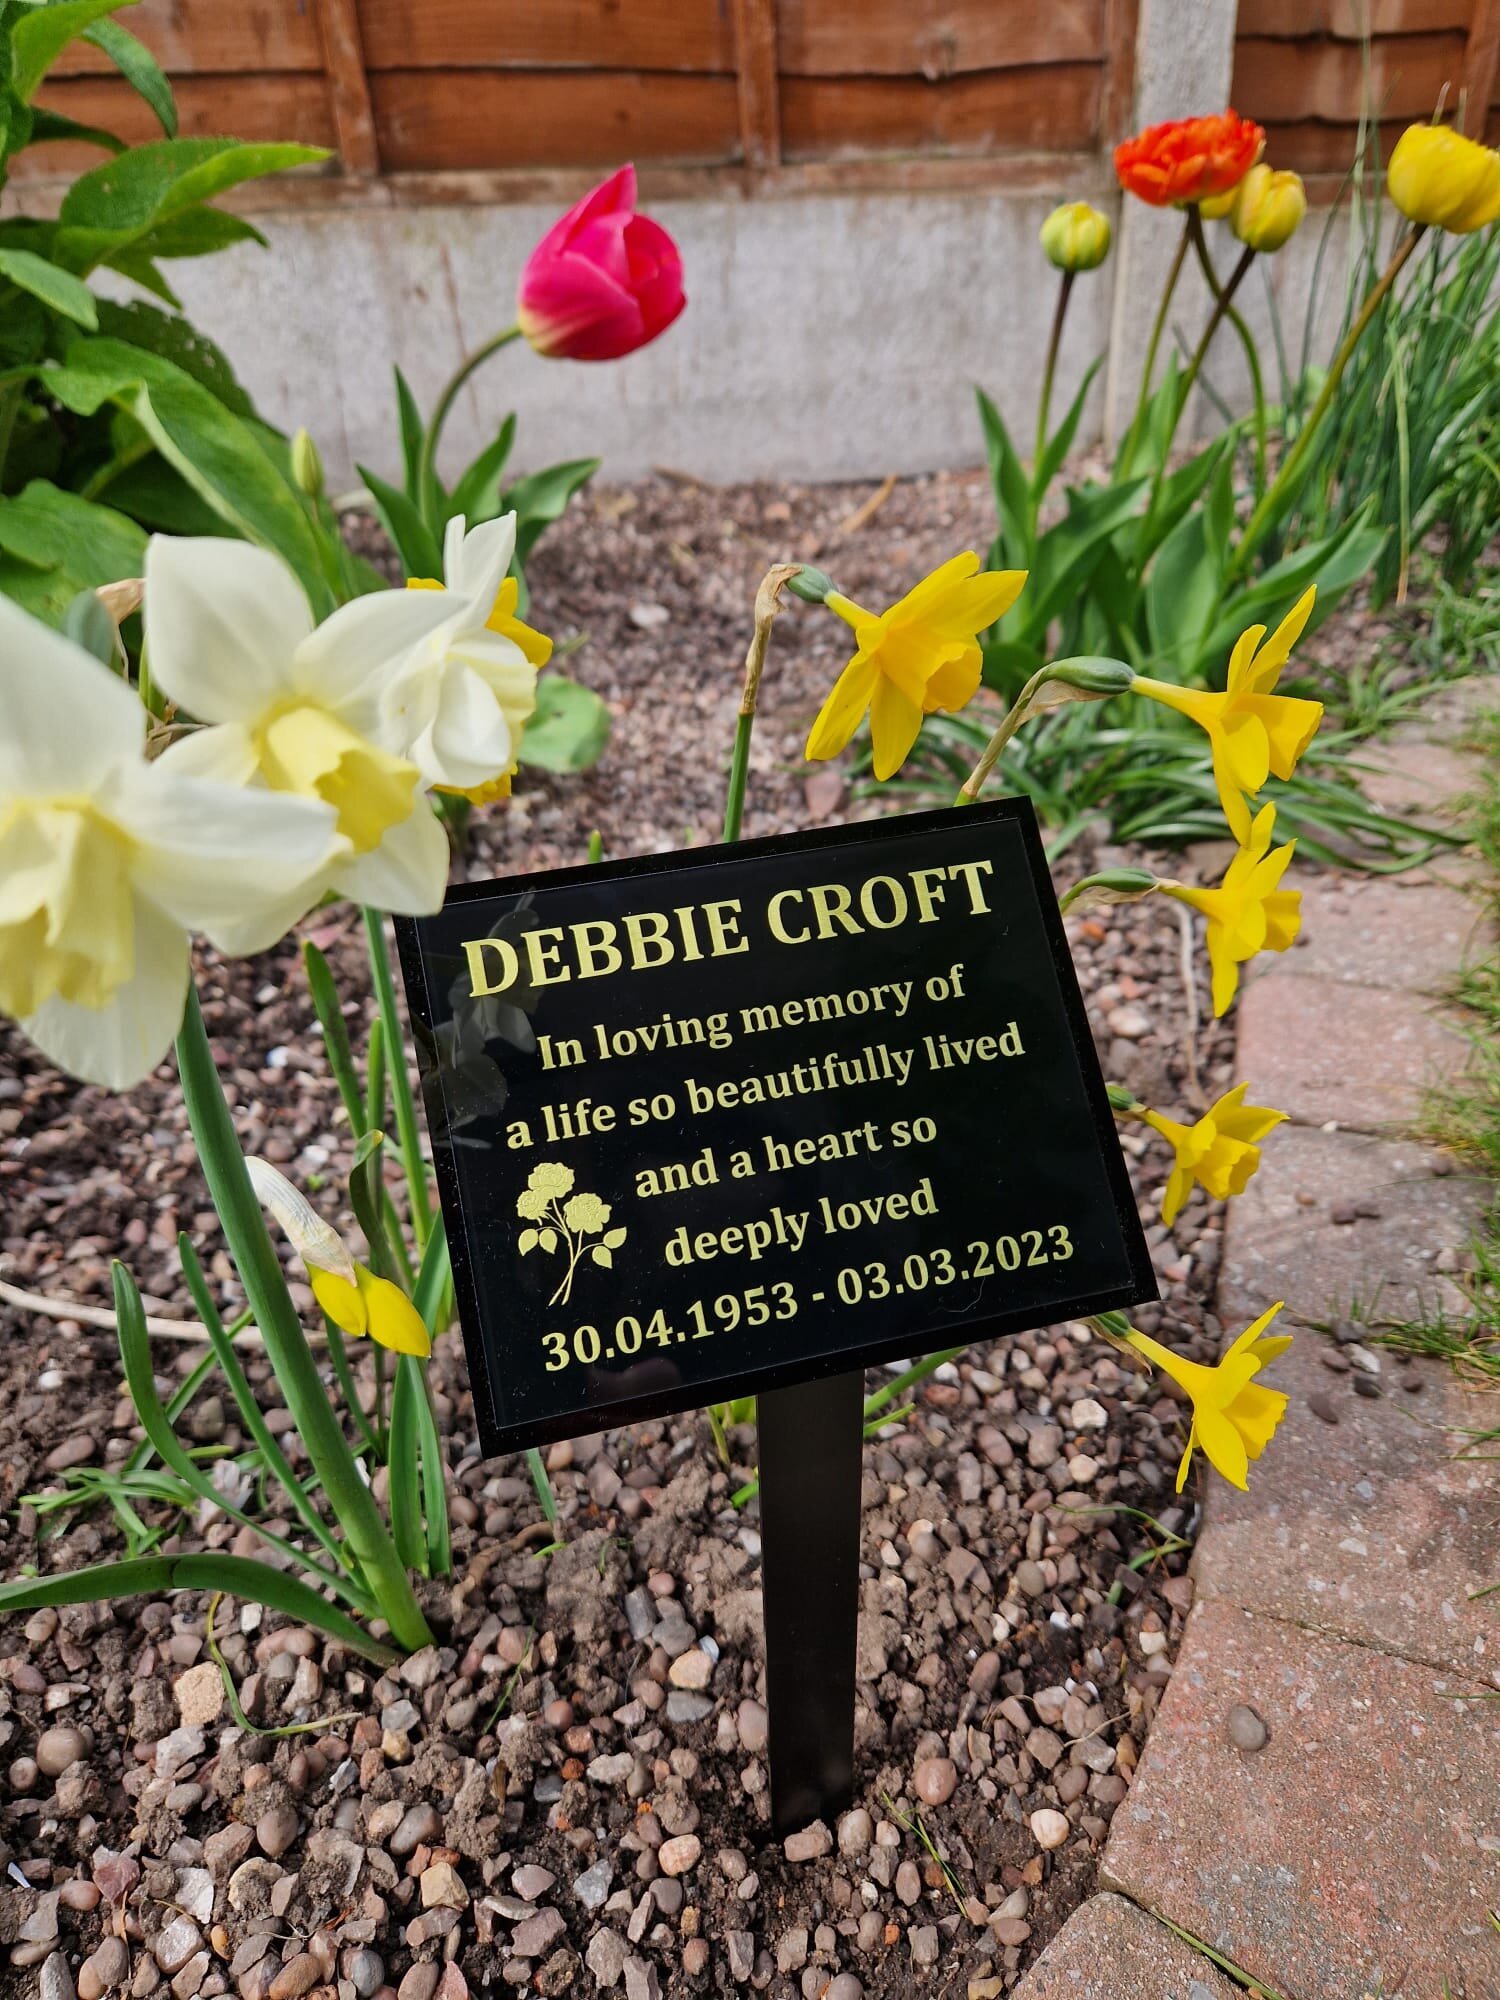 DEBBIE CROFT
In loving memory of
a life so beautifully lived
and a heart so
deeply loved
30.04.1953 - 03.03.2023